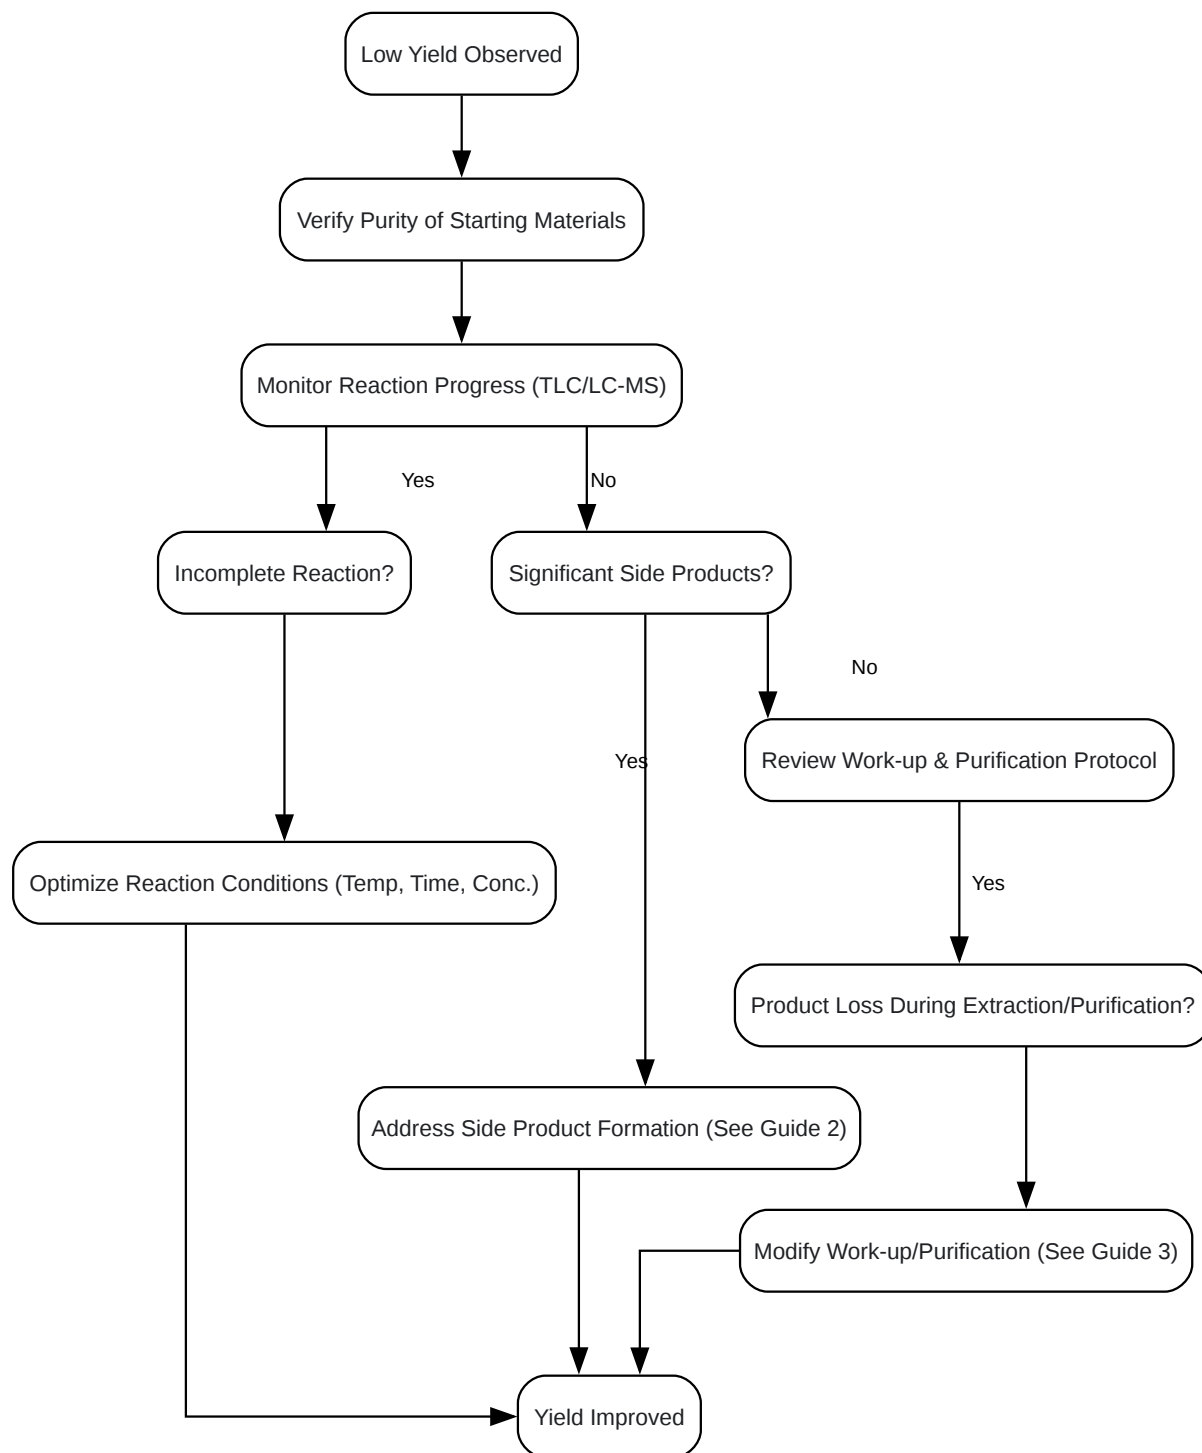 Low Yield Observed
Verify Purity of Starting Materials
Monitor Reaction Progress (TLC/LC-MS)
Yes
No
Incomplete Reaction?
Significant Side Products?
No
Yes
Review Work-up & Purification Protocol
Optimize Reaction Conditions (Temp, Time, Conc.)
Yes
Product Loss During Extraction/Purification?
Address Side Product Formation (See Guide 2)
Modify Work-up/Purification (See Guide 3)
Yield Improved